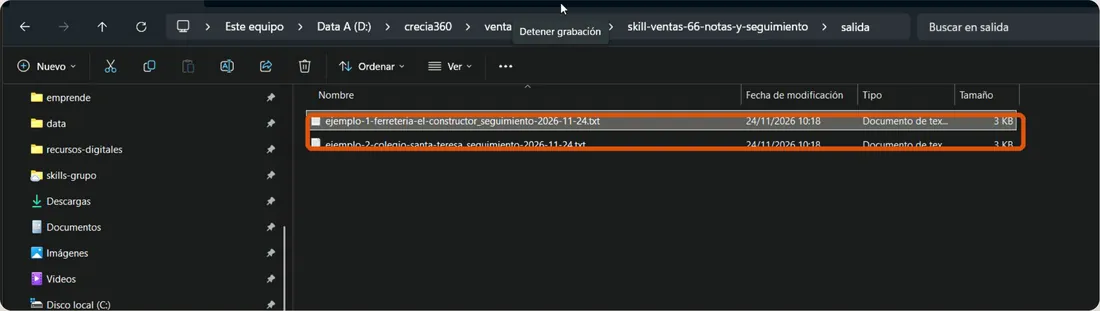 Este equipo > Data A (D:) > crecia360 > venta > skill-ventas-66-notas-y-seguimiento > salida
Buscar en salida
Detener grabación
Nuevo
Ordenar
Ver
Nombre
Fecha de modificación
Tipo
Tamaño
emprende
data
recursos-digitales
skills-grupo
Descargas
Documentos
Imágenes
Videos
Disco local (C:)
ejemplo-1-ferreteria-el-constructor_seguimiento-2026-11-24.txt 24/11/2026 10:18 Documento de tex... 3 KB
ejemplo-2-colegio-santa-teresa_seguimiento-2026-11-24.txt 24/11/2026 10:18 Documento de tex... 3 KB